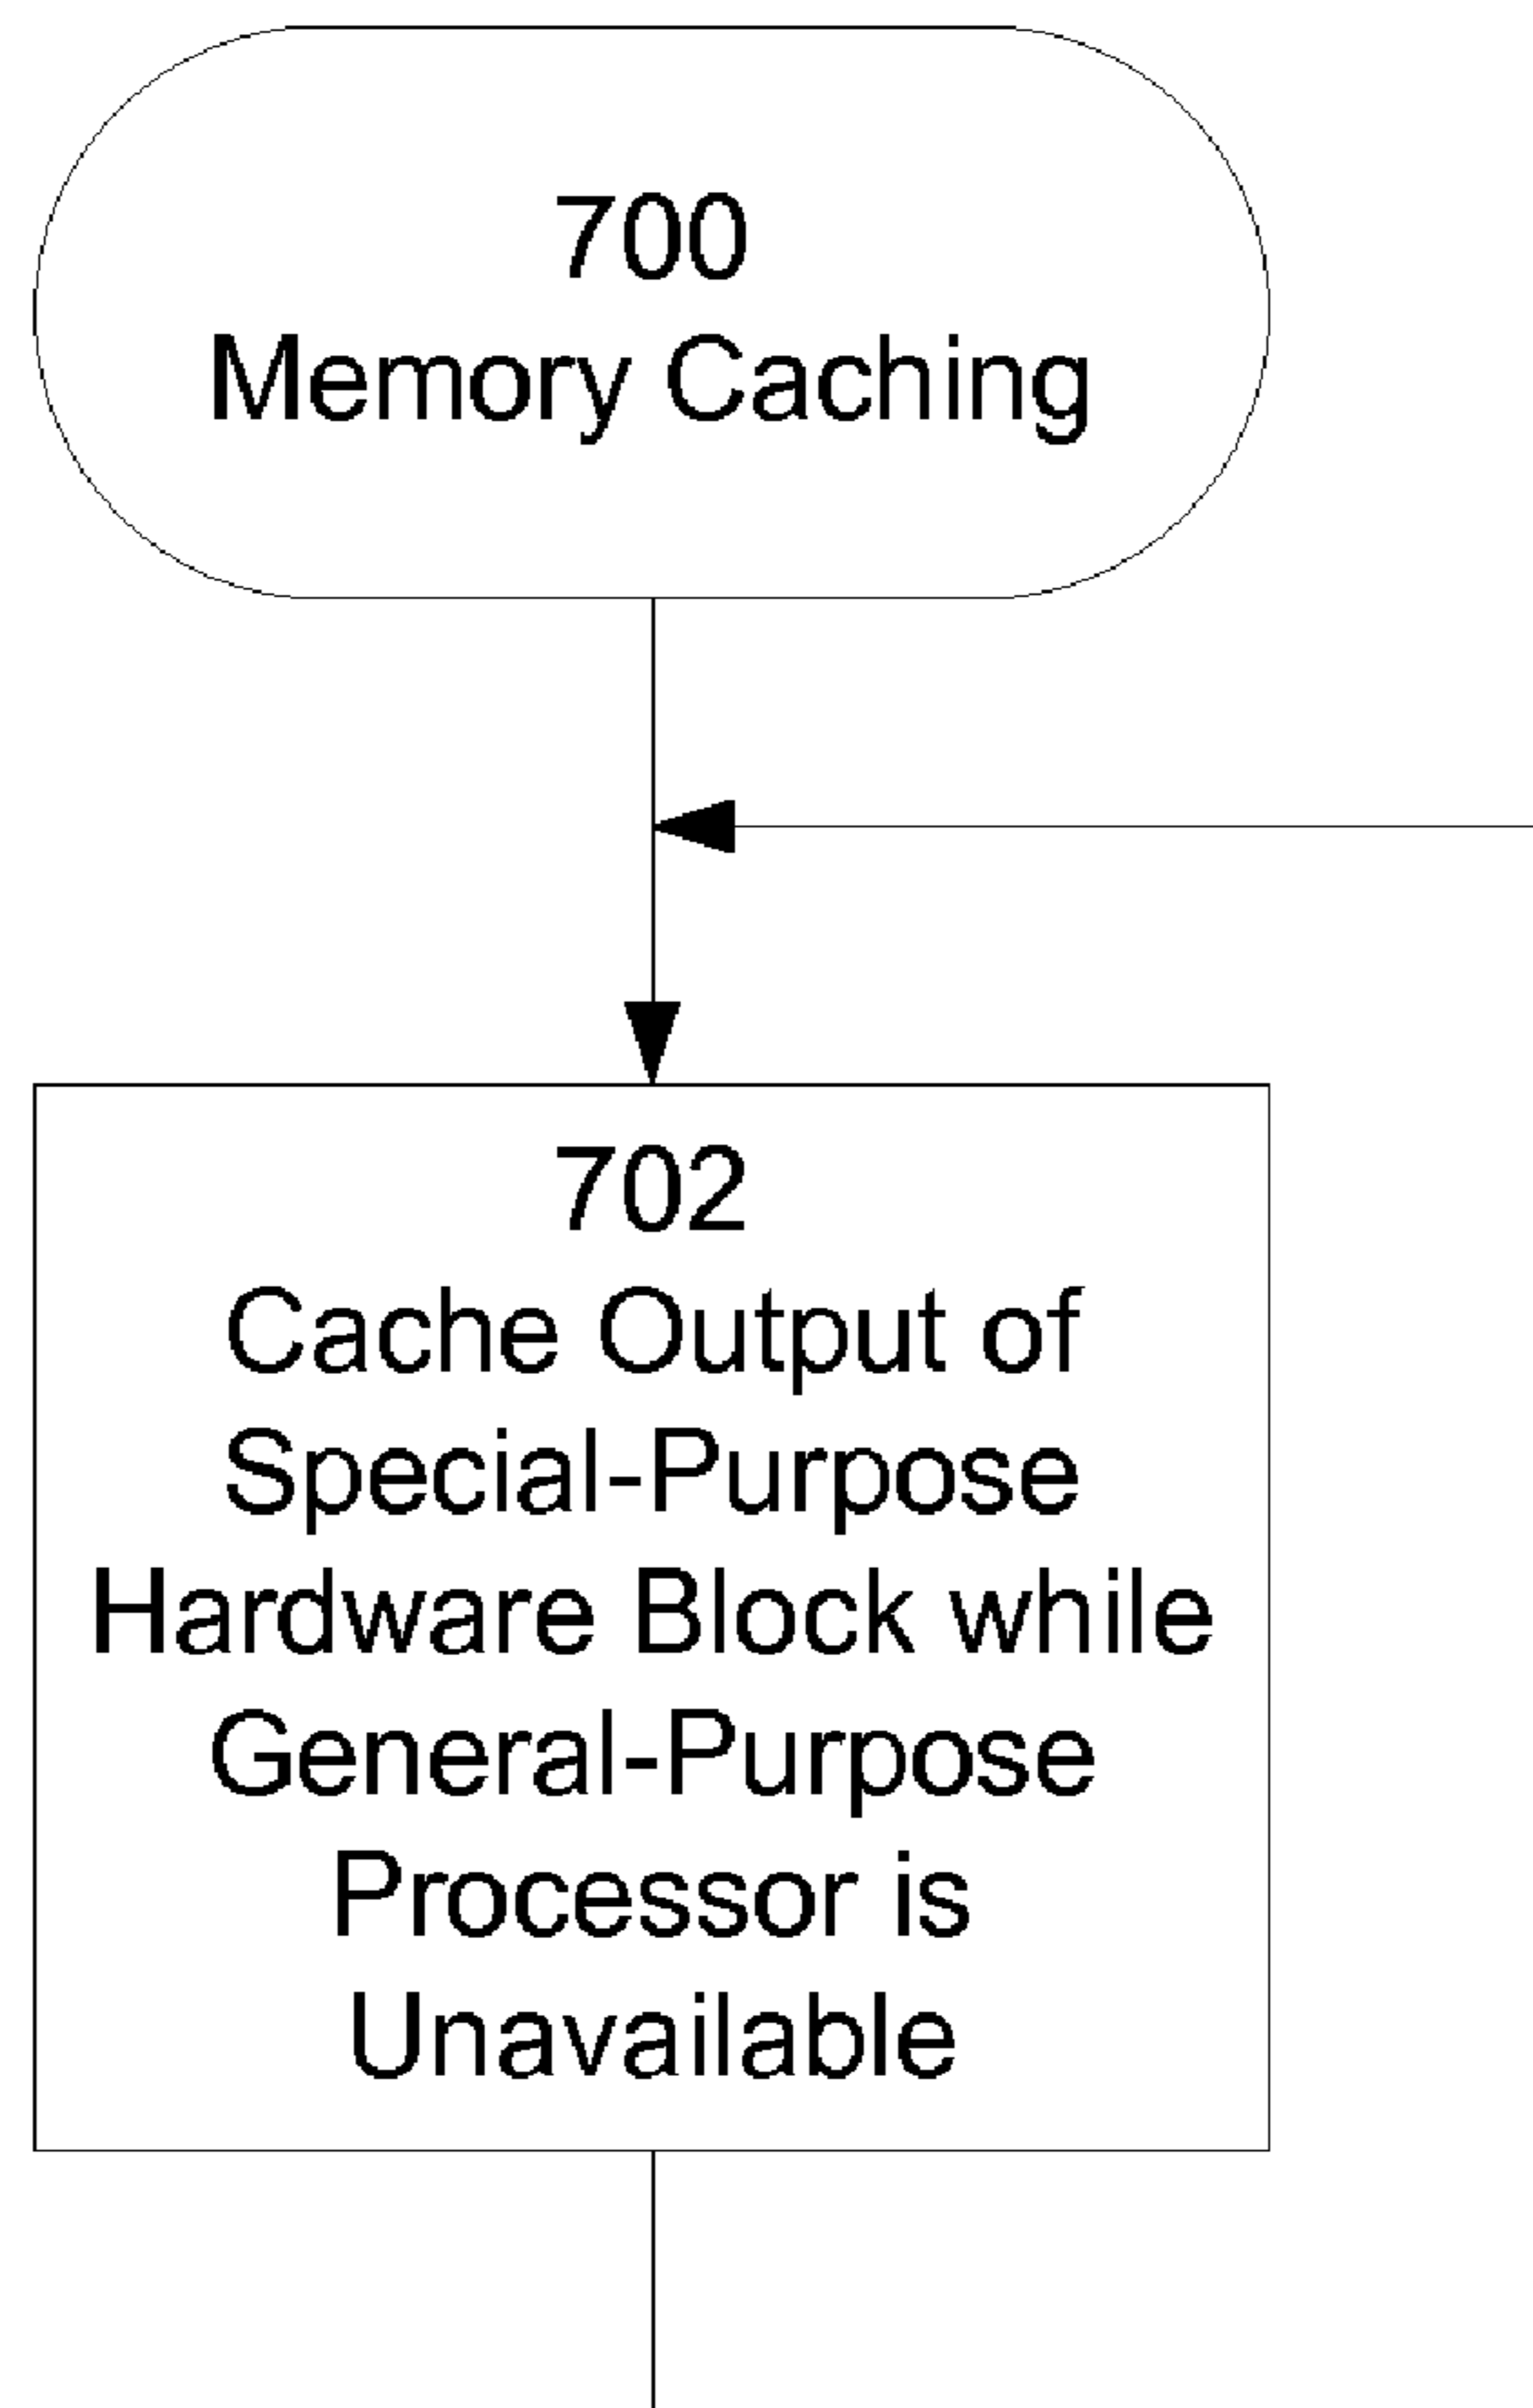 700
Memory Caching
702
Cache Output of
Special-Purpose
Hardware Block while
General-Purpose
Processor is
Unavailable